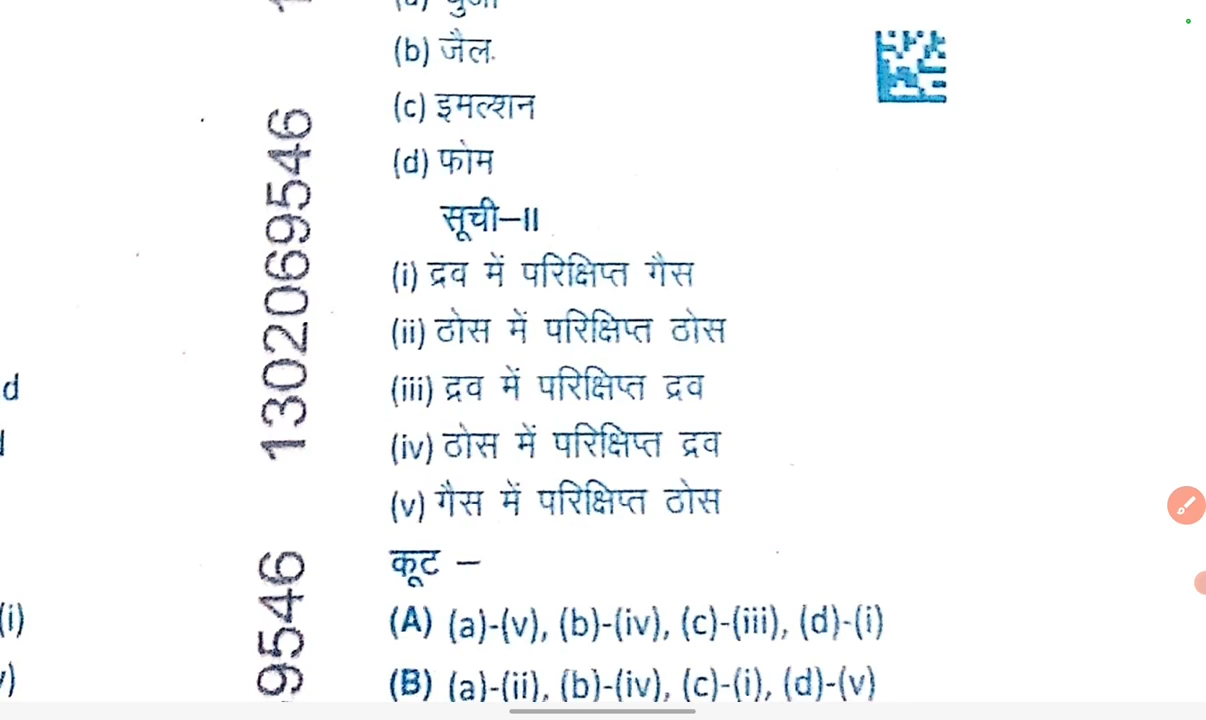 (b) जैल
(c) इमल्शन
(d) फोम
सूची–II
(i) द्रव में परिक्षिप्त गैस
(ii) ठोस में परिक्षिप्त ठोस
(iii) द्रव में परिक्षिप्त द्रव
(iv) ठोस में परिक्षिप्त द्रव
(v) गैस में परिक्षिप्त ठोस
कूट –
(A) (a)-(v), (b)-(iv), (c)-(iii), (d)-(i)
(B) (a)-(ii), (b)-(iv), (c)-(i), (d)-(v)
1302069546
9546
d
(i)